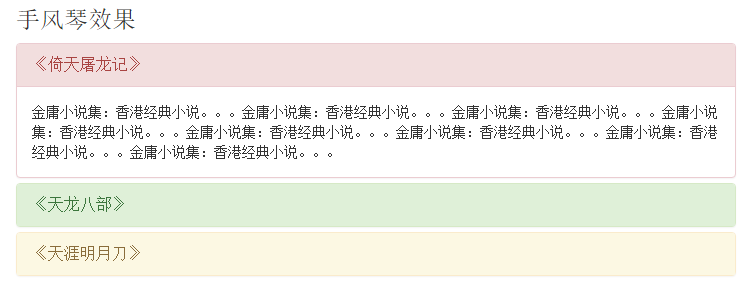 手风琴效果
《倚天屠龙记》
金庸小说集：香港经典小说。。。金庸小说集：香港经典小说。。。金庸小说集：香港经典小说。。。金庸小
说集：香港经典小说。。。金庸小说集：香港经典小说。。。金庸小说集：香港经典小说。。。金庸小说集：香港
经典小说。。。金庸小说集：香港经典小说。。。
《天龙八部》
《天涯明月刀》